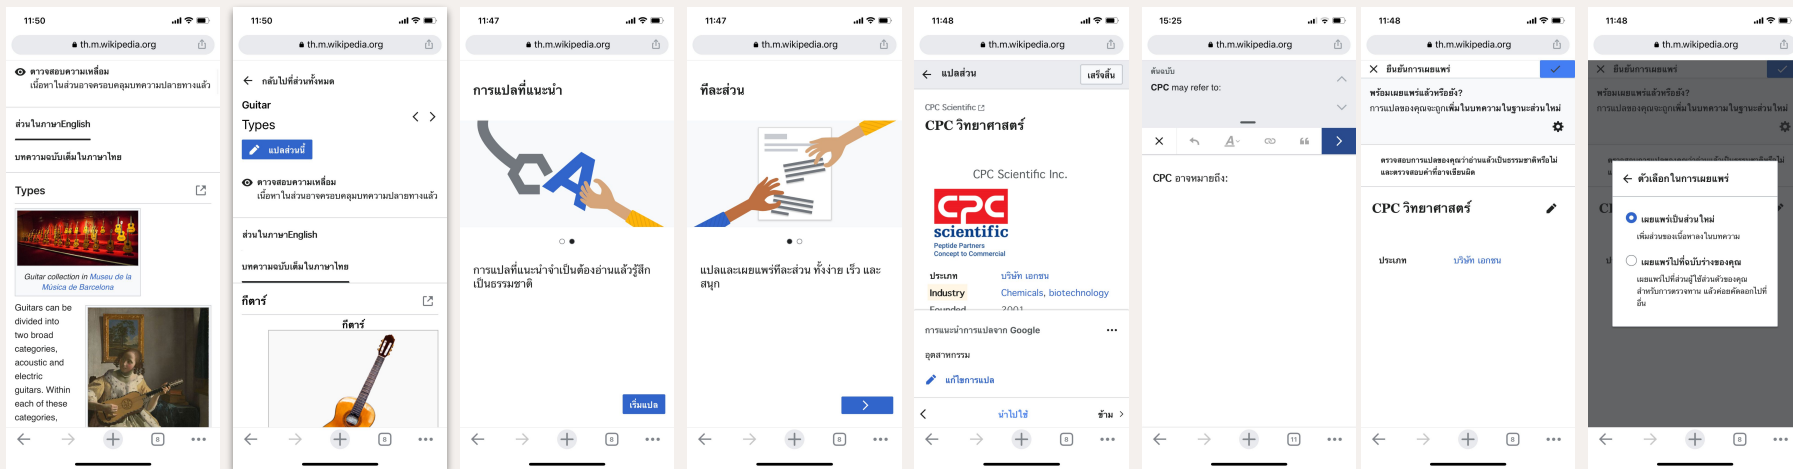 11:50
th.m.wikipedia.org
ตรวจสอบความเหลื่อม
เนื้อหาในส่วนอาจครอบคลุมบทความปลายทางแล้ว
ส่วนในภาษาEnglish
บทความฉบับเต็มในภาษาไทย
Types
Guitar collection in Museu de la
Música de Barcelona
Guitars can be
divided into
two broad
categories,
acoustic and
electric
guitars. Within
each of these
categories,
8
11:50
th.m.wikipedia.org
กลับไปที่ส่วนทั้งหมด
Guitar
Types
แปลส่วนนี้
ตรวจสอบความเหลื่อม
เนื้อหาในส่วนอาจครอบคลุมบทความปลายทางแล้ว
ส่วนในภาษาEnglish
บทความฉบับเต็มในภาษาไทย
กีตาร์
กีตาร์
8
11:47
th.m.wikipedia.org
การแปลที่แนะนำ
การแปลที่แนะนำจำเป็นต้องอ่านแล้วรู้สึก
เป็นธรรมชาติ
เริ่มแปล
8
11:47
th.m.wikipedia.org
ทีละส่วน
แปลและเผยแพร่ทีละส่วน ทั้งง่าย เร็ว และ
สนุก
8
11:48
th.m.wikipedia.org
แปลส่วน
เสร็จสิ้น
CPC Scientific
CPC วิทยาศาสตร์
CPC Scientific Inc.
CPC
scientific
Peptide Partners
Concept to Commercial
ประเภท บริษัท เอกชน
Industry Chemicals, biotechnology
Founded 2001
การแนะนำการแปลจาก Google
อุตสาหกรรม
แก้ไขการแปล
นำไปใช้ ข้าม
8
15:25
th.m.wikipedia.org
ต้นฉบับ
CPC may refer to:
CPC อาจหมายถึง:
11
11:48
th.m.wikipedia.org
ยืนยันการเผยแพร่
พร้อมเผยแพร่แล้วหรือยัง?
การแปลของคุณจะถูกเพิ่มในบทความในฐานะส่วนใหม่
ตรวจสอบการแปลของคุณว่าอ่านแล้วเป็นธรรมชาติหรือไม่
และตรวจสอบคำที่อาจเขียนผิด
CPC วิทยาศาสตร์
ประเภท บริษัท เอกชน
8
11:48
th.m.wikipedia.org
ยืนยันการเผยแพร่
พร้อมเผยแพร่แล้วหรือยัง?
การแปลของคุณจะถูกเพิ่มในบทความในฐานะส่วนใหม่
ตัวเลือกในการเผยแพร่
เผยแพร่เป็นส่วนใหม่
เพิ่มส่วนของเนื้อหาลงในบทความ
เผยแพร่ไปที่ฉบับร่างของคุณ
เผยแพร่ไปที่ส่วนผู้ใช้ส่วนตัวของคุณ
สำหรับการตรวจทาน แล้วค่อยคัดลอกไปที่
อื่น
8